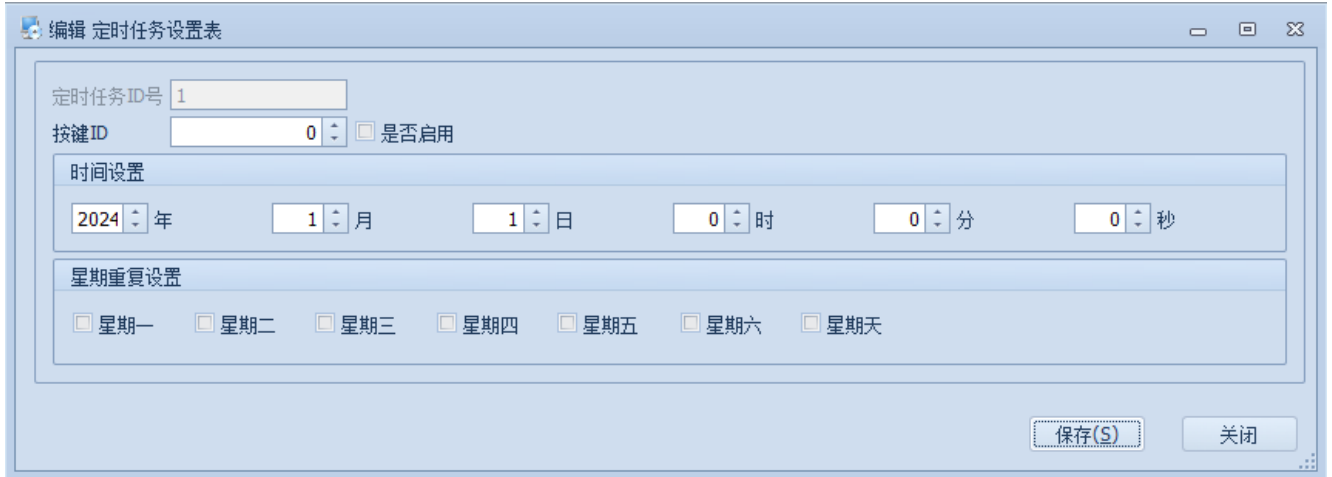 编辑 定时任务设置表
定时任务ID号 1
按键ID 0 是否启用
时间设置
2024 年 1 月 1 日 0 时 0 分 0 秒
星期重复设置
星期一 星期二 星期三 星期四 星期五 星期六 星期天
保存(S) 关闭